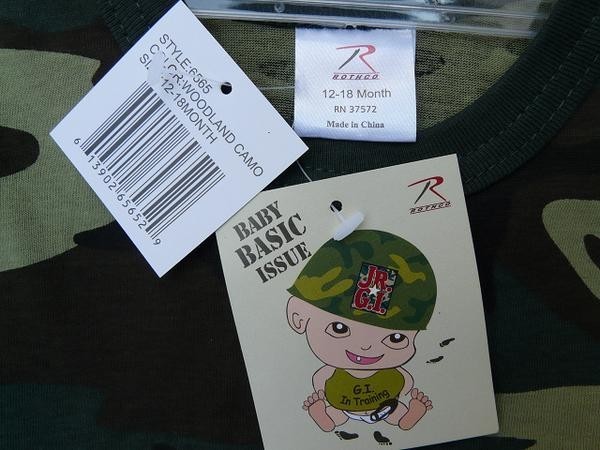 STYLE:6565
COLOR:WOODLAND CAMO
12-18MONTH
6 13902 65652 9
R
ROTHCO
12-18 Month
RN 37572
Made in China
R
ROTHCO
BABY
BASIC
ISSUE
JR.
G.I.
G.I.
In Training